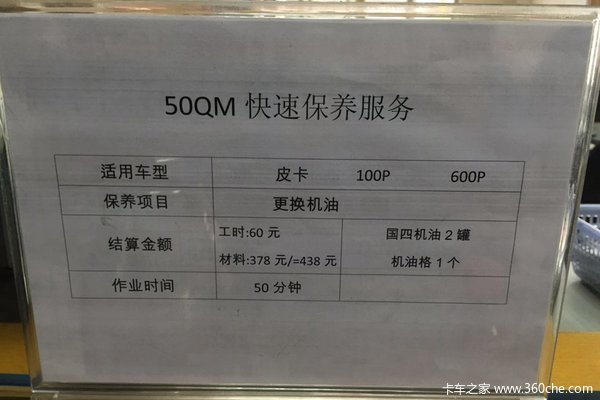 50QM 快速保养服务
适用车型 皮卡 100P 600P
保养项目 更换机油
结算金额 工时:60 元 国四机油 2 罐
材料:378 元/=438 元 机油格 1 个
作业时间 50 分钟
卡车之家 www.360che.com